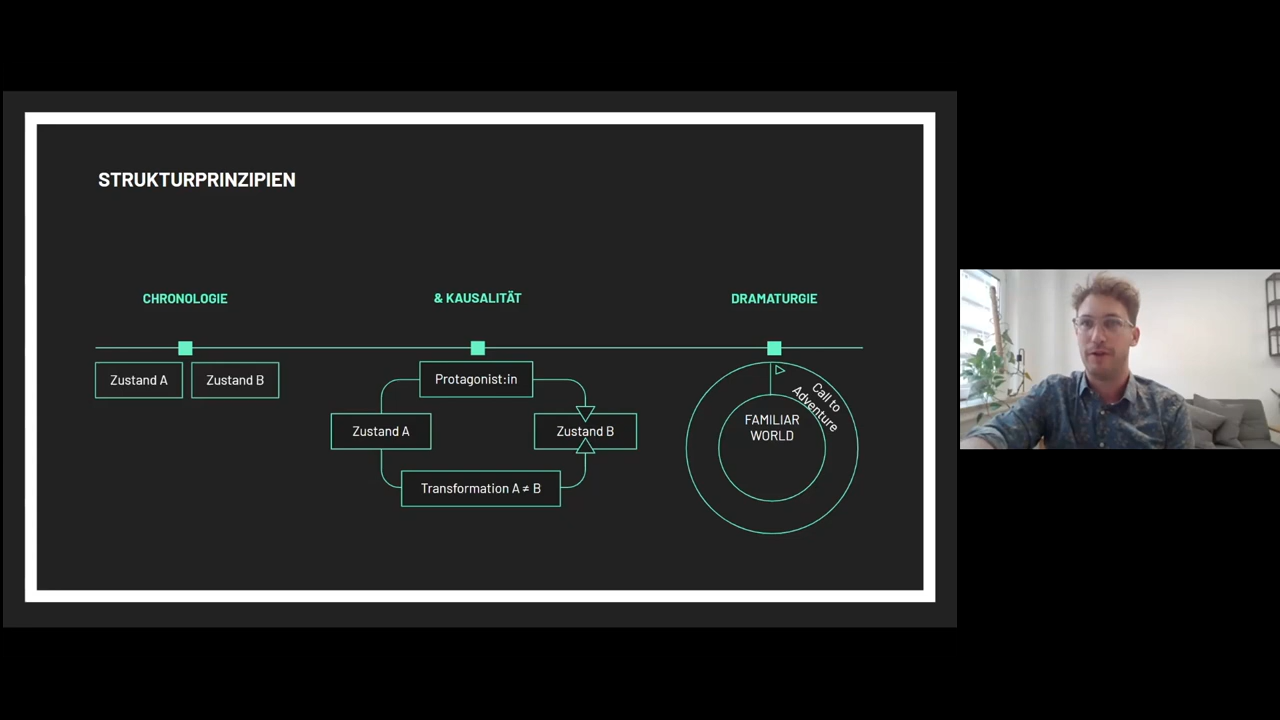 STRUKTURPRINZIPIEN
CHRONOLOGIE
Zustand A
Zustand B
& KAUSALITÄT
Protagonist:in
Zustand A
Zustand B
Transformation A ≠ B
DRAMATURGIE
Call to
Adventure
FAMILIAR
WORLD